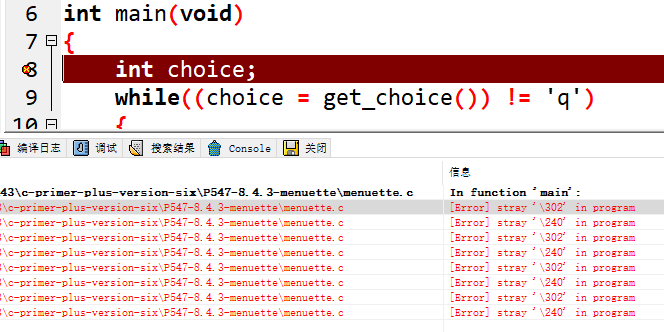 6 int main(void)
7 {
8 int choice;
9 while((choice = get_choice()) != 'q')
10 {
编译日志 调试 搜索结果 Console 关闭
信息
43\c-primer-plus-version-six\P547-8.4.3-menuette\menuette.c In function 'main':
\c-primer-plus-version-six\P547-8.4.3-menuette\menuette.c [Error] stray '\302' in program
\c-primer-plus-version-six\P547-8.4.3-menuette\menuette.c [Error] stray '\240' in program
\c-primer-plus-version-six\P547-8.4.3-menuette\menuette.c [Error] stray '\302' in program
\c-primer-plus-version-six\P547-8.4.3-menuette\menuette.c [Error] stray '\240' in program
\c-primer-plus-version-six\P547-8.4.3-menuette\menuette.c [Error] stray '\302' in program
\c-primer-plus-version-six\P547-8.4.3-menuette\menuette.c [Error] stray '\240' in program
\c-primer-plus-version-six\P547-8.4.3-menuette\menuette.c [Error] stray '\302' in program
\c-primer-plus-version-six\P547-8.4.3-menuette\menuette.c [Error] stray '\240' in program